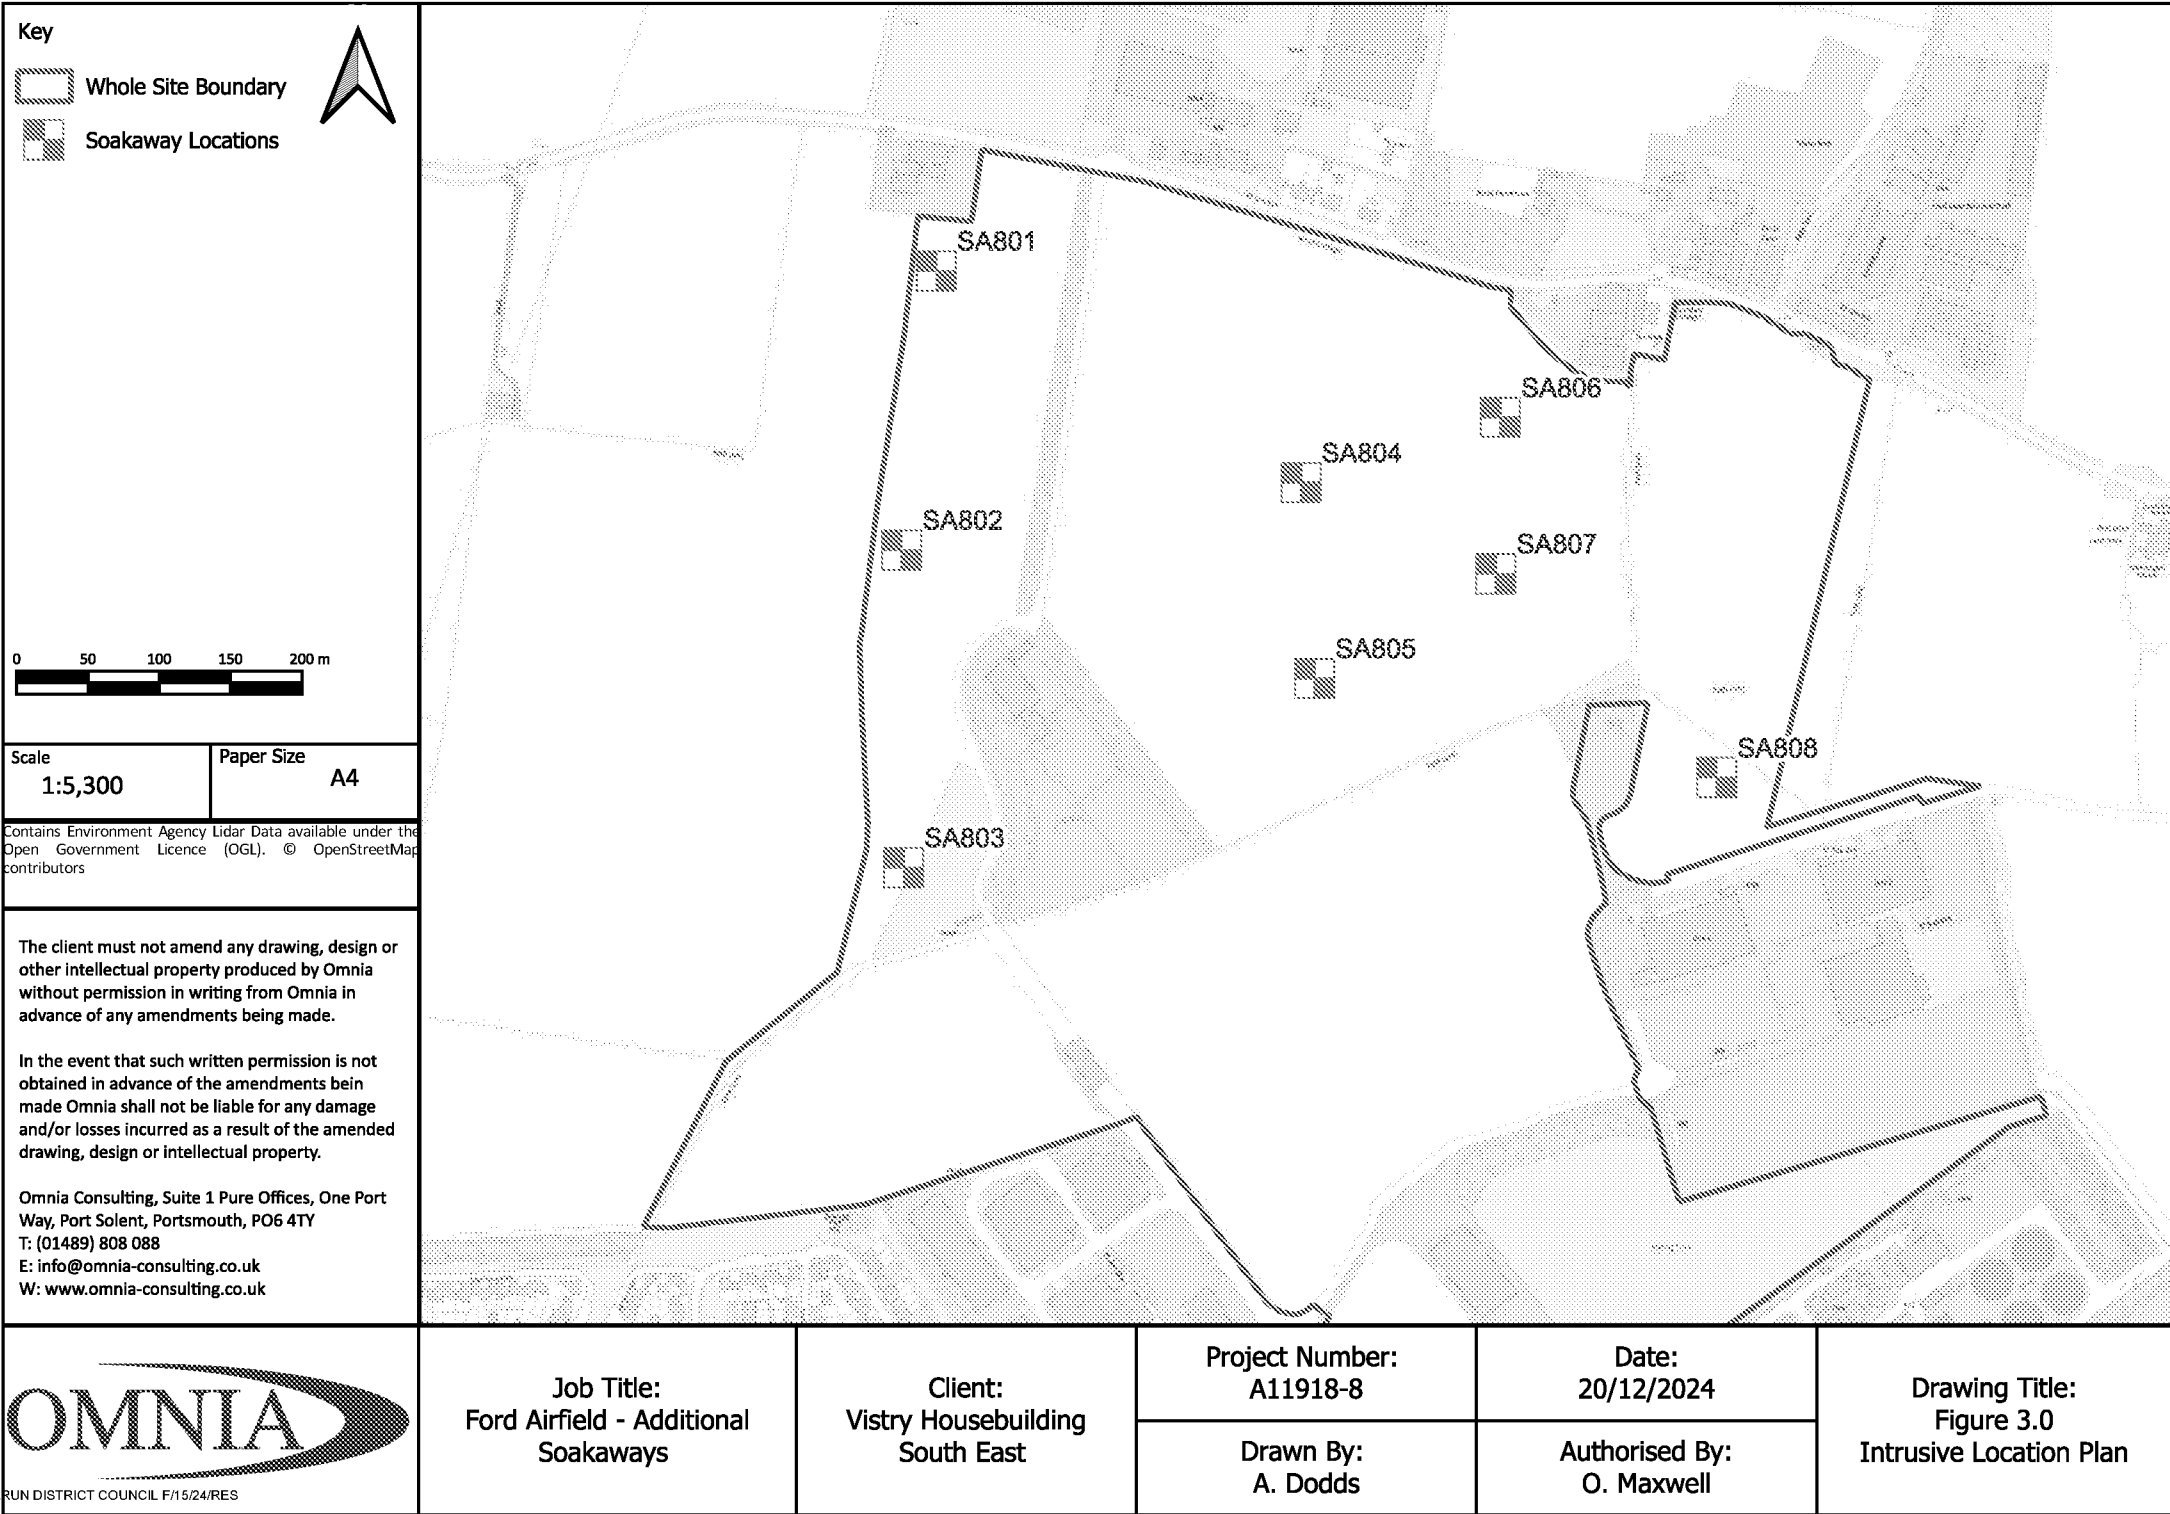 Key
Whole Site Boundary
Soakaway Locations
0 50 100 150 200 m
Scale
1:5,300
Paper Size
A4
Contains Environment Agency Lidar Data available under the
Open Government Licence (OGL). © OpenStreetMap
contributors
The client must not amend any drawing, design or
other intellectual property produced by Omnia
without permission in writing from Omnia in
advance of any amendments being made.
In the event that such written permission is not
obtained in advance of the amendments bein
made Omnia shall not be liable for any damage
and/or losses incurred as a result of the amended
drawing, design or intellectual property.
Omnia Consulting, Suite 1 Pure Offices, One Port
Way, Port Solent, Portsmouth, PO6 4TY
T: (01489) 808 088
E: info@omnia-consulting.co.uk
W: www.omnia-consulting.co.uk
SA801
SA806
SA804
SA802
SA807
SA805
SA808
SA803
OMNIA
RUN DISTRICT COUNCIL F/15/24/RES
Job Title:
Ford Airfield - Additional
Soakaways
Client:
Vistry Housebuilding
South East
Project Number:
A11918-8
Drawn By:
A. Dodds
Date:
20/12/2024
Authorised By:
O. Maxwell
Drawing Title:
Figure 3.0
Intrusive Location Plan